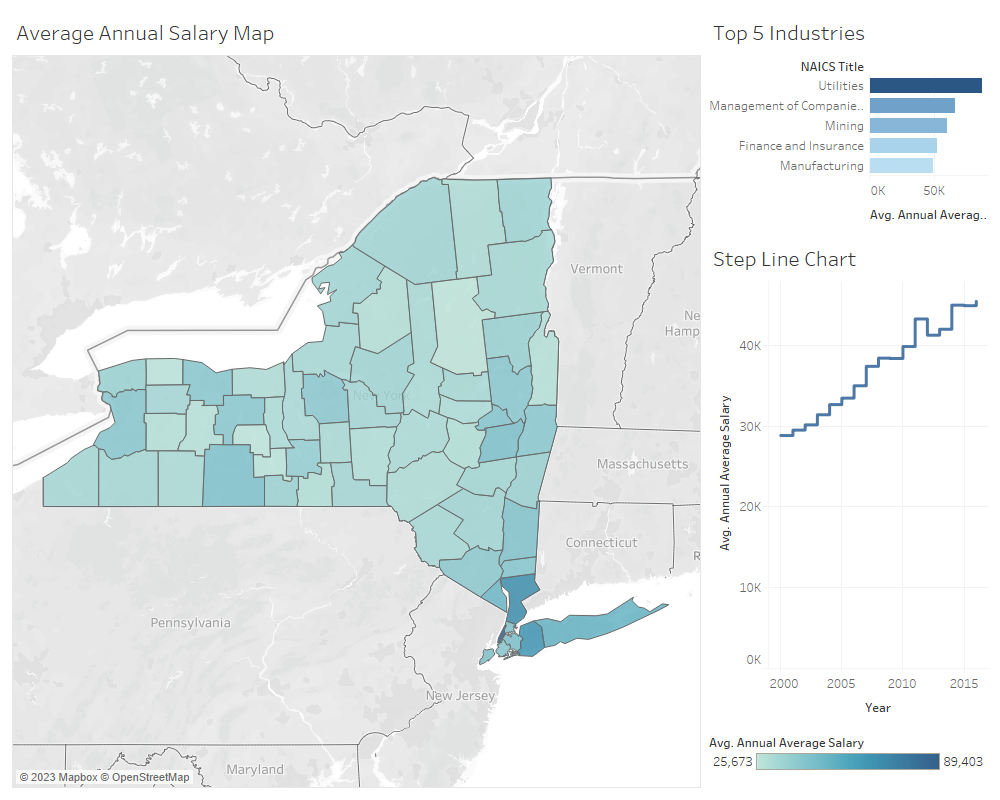 Average Annual Salary Map
Vermont
Ne
Hamp
New York
Massachusetts
Connecticut
R
Pennsylvania
New Jersey
Maryland
© 2023 Mapbox © OpenStreetMap
Top 5 Industries
NAICS Title
Utilities
Management of Companie..
Mining
Finance and Insurance
Manufacturing
0K 50K
Avg. Annual Averag..
Step Line Chart
Avg. Annual Average Salary
40K
30K
20K
10K
0K
2000 2005 2010 2015
Year
Avg. Annual Average Salary
25,673 89,403